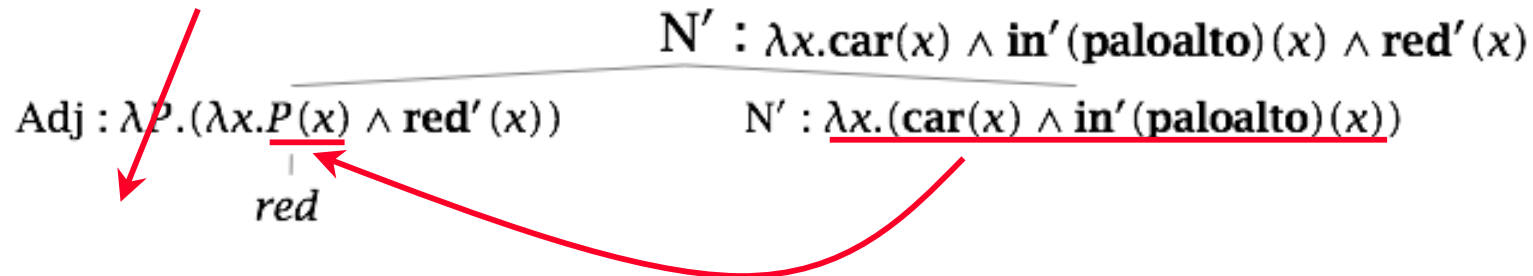 N′ : λx.car(x) ∧ in′(paloalto)(x) ∧ red′(x)
Adj : λP.(λx.P(x) ∧ red′(x)) N′ : λx.(car(x) ∧ in′(paloalto)(x))
red